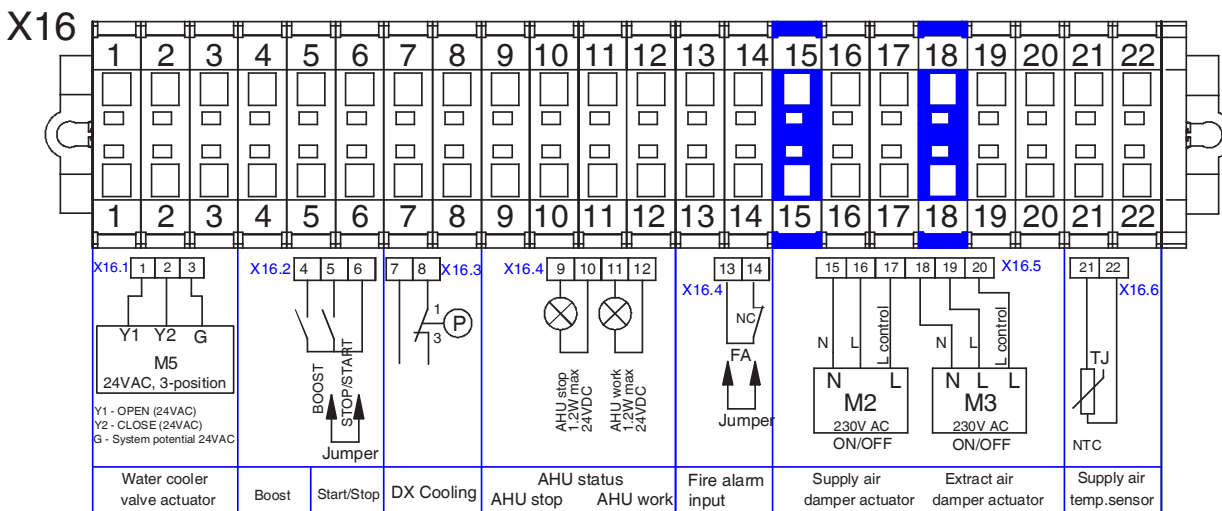 X16
1 2 3 4 5 6 7 8 9 10 11 12 13 14 15 16 17 18 19 20 21 22
1 2 3 4 5 6 7 8 9 10 11 12 13 14 15 16 17 18 19 20 21 22
X16.1 1 2 3
Y1 Y2 G
M5
24VAC, 3-position
Y1 - OPEN (24VAC)
Y2 - CLOSE (24VAC)
G - System potential 24VAC
Water cooler
valve actuator
X16.2 4 5 6
BOOST
STOP/START
Jumper
Boost
Start/Stop
7 8 X16.3
1
P
3
DX Cooling
X16.4 9 10 11 12
AHU stop
1.2W max
24VDC
AHU work
1.2W max
24VDC
AHU status
AHU stop AHU work
13 14
X16.4
NC
FA
Jumper
Fire alarm
input
15 16 17 18 19 20 X16.5
N L L control
N L
M2
230V AC
ON/OFF
N L L control
N L L
M3
230V AC
ON/OFF
Supply air
damper actuator
Extract air
damper actuator
21 22
X16.6
TJ
NTC
Supply air
temp.sensor